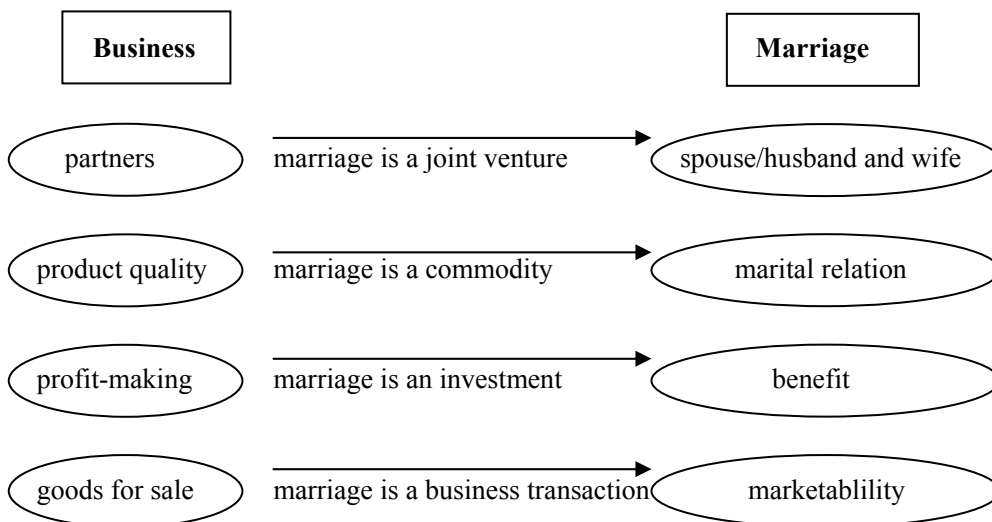 Business Marriage
partners marriage is a joint venture spouse/husband and wife
product quality marriage is a commodity marital relation
profit-making marriage is an investment benefit
goods for sale marriage is a business transaction marketablility